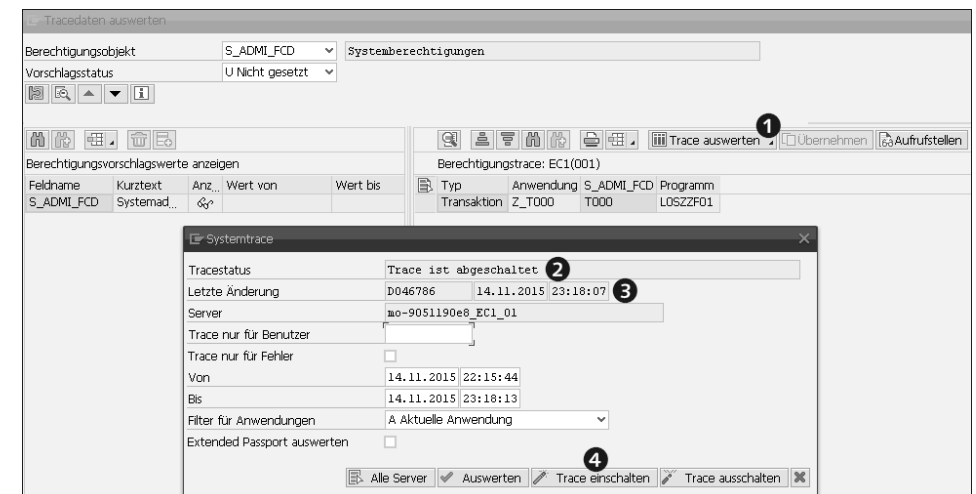 Tracedaten auswerten
Berechtigungsobjekt S_ADMI_FCD Systemberechtigungen
Vorschlagsstatus U Nicht gesetzt
1
Trace auswerten Übernehmen Aufrufstellen
Berechtigungsvorschlagswerte anzeigen Berechtigungstrace: EC1(001)
Feldname Kurztext Anz... Wert von Wert bis Typ Anwendung S_ADMI_FCD Programm
S_ADMI_FCD Systemad... Transaktion Z_T000 T000 L0SZZF01
Systemtrace
Tracestatus Trace ist abgeschaltet 2
Letzte Änderung D046786 14.11.2015 23:18:07 3
Server mo-9051190e8_EC1_01
Trace nur für Benutzer
Trace nur für Fehler
Von 14.11.2015 22:15:44
Bis 14.11.2015 23:18:13
Filter für Anwendungen A Aktuelle Anwendung
Extended Passport auswerten
4
Alle Server Auswerten Trace einschalten Trace ausschalten